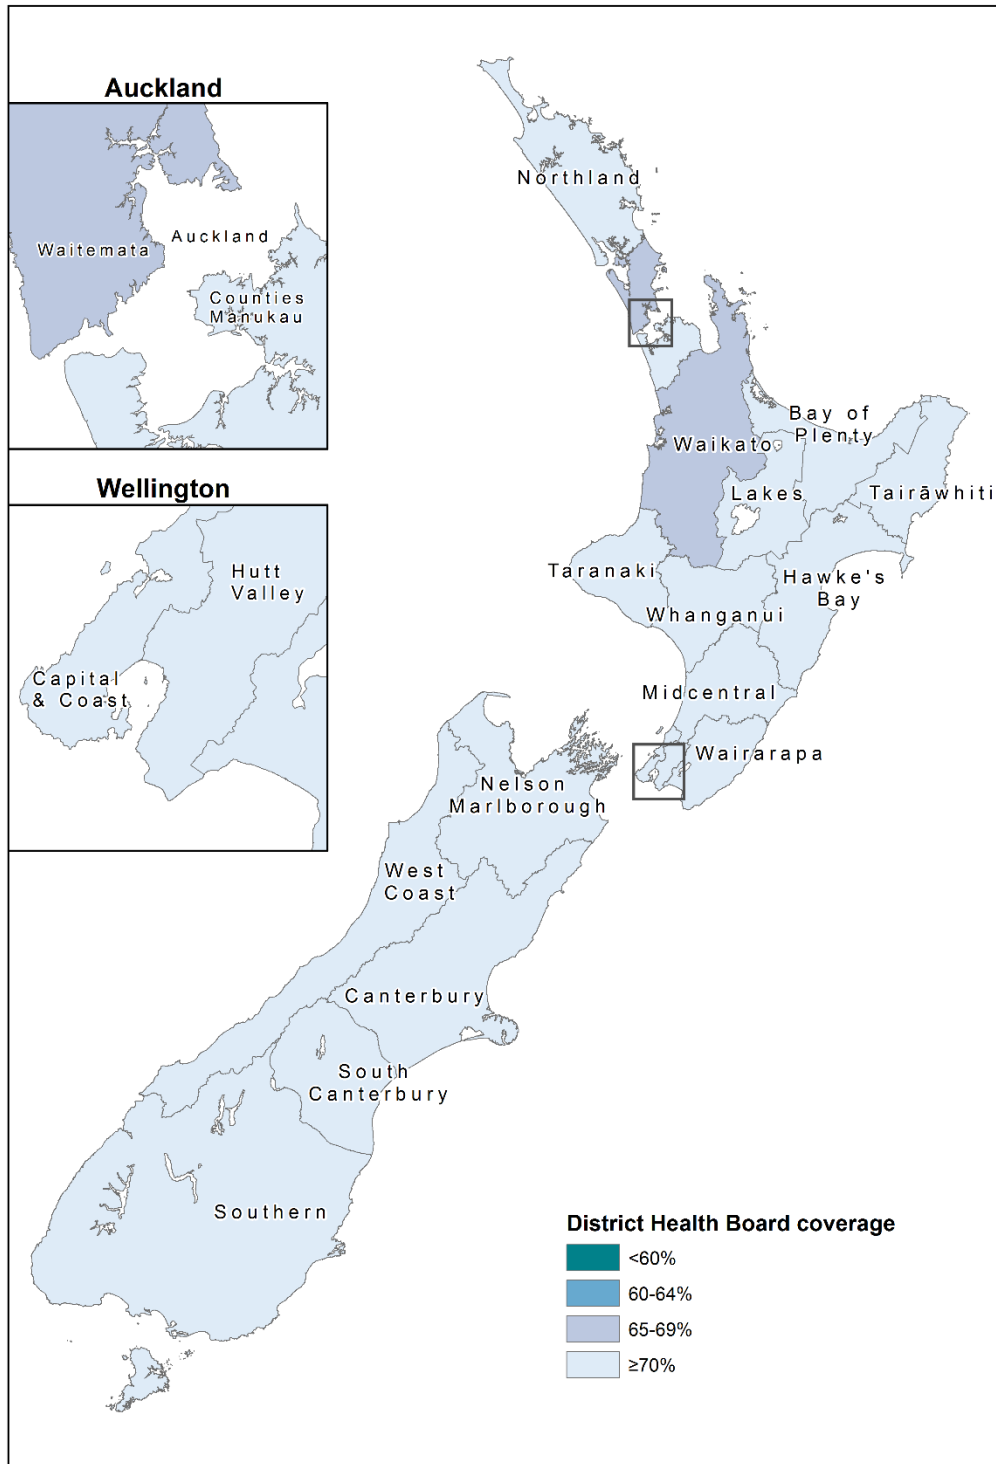 Auckland
Waitemata
Auckland
Counties
Manukau
Wellington
Hutt
Valley
Capital
& Coast
Northland
Bay of
Plenty
Waikato
Lakes
Tairāwhiti
Taranaki
Hawke's
Bay
Whanganui
Midcentral
Wairarapa
Nelson
Marlborough
West
Coast
Canterbury
South
Canterbury
Southern
District Health Board coverage
<60%
60-64%
65-69%
≥70%